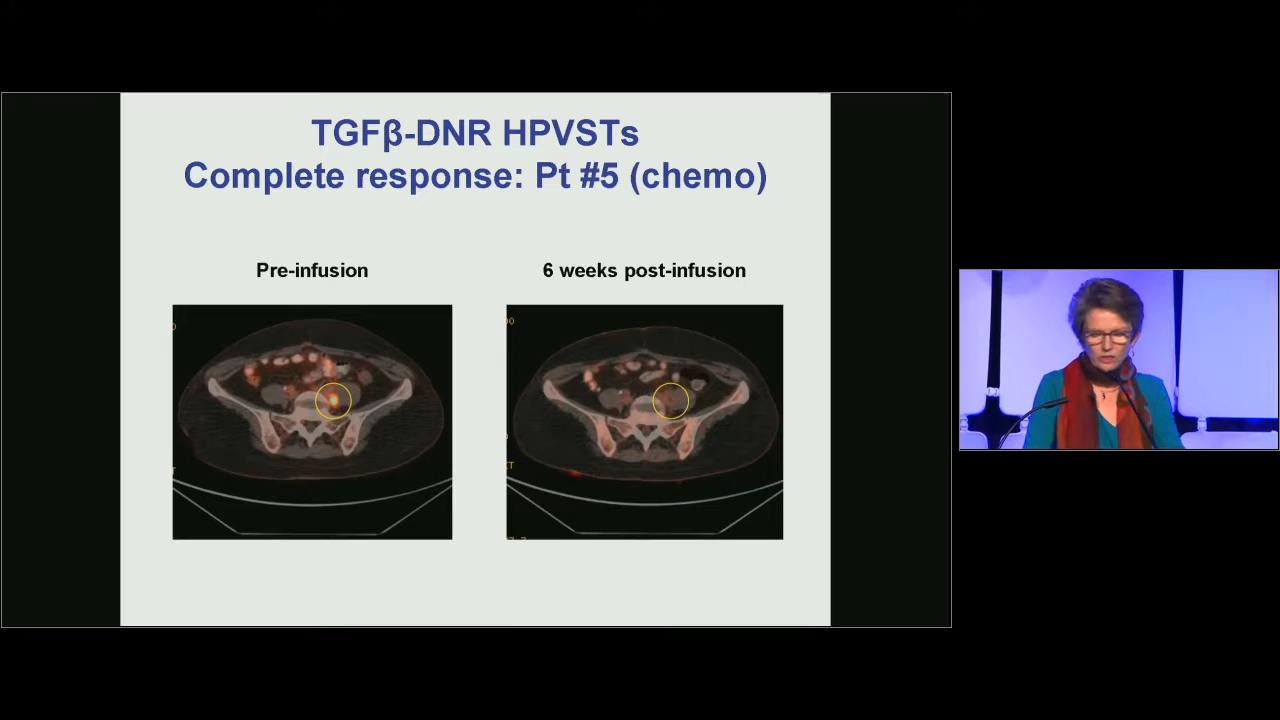 TGFβ-DNR HPVSTs
Complete response: Pt #5 (chemo)
Pre-infusion
6 weeks post-infusion